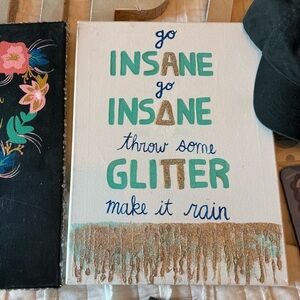 go
INSANE
go
INSANE
throw some
GLITTER
make it rain